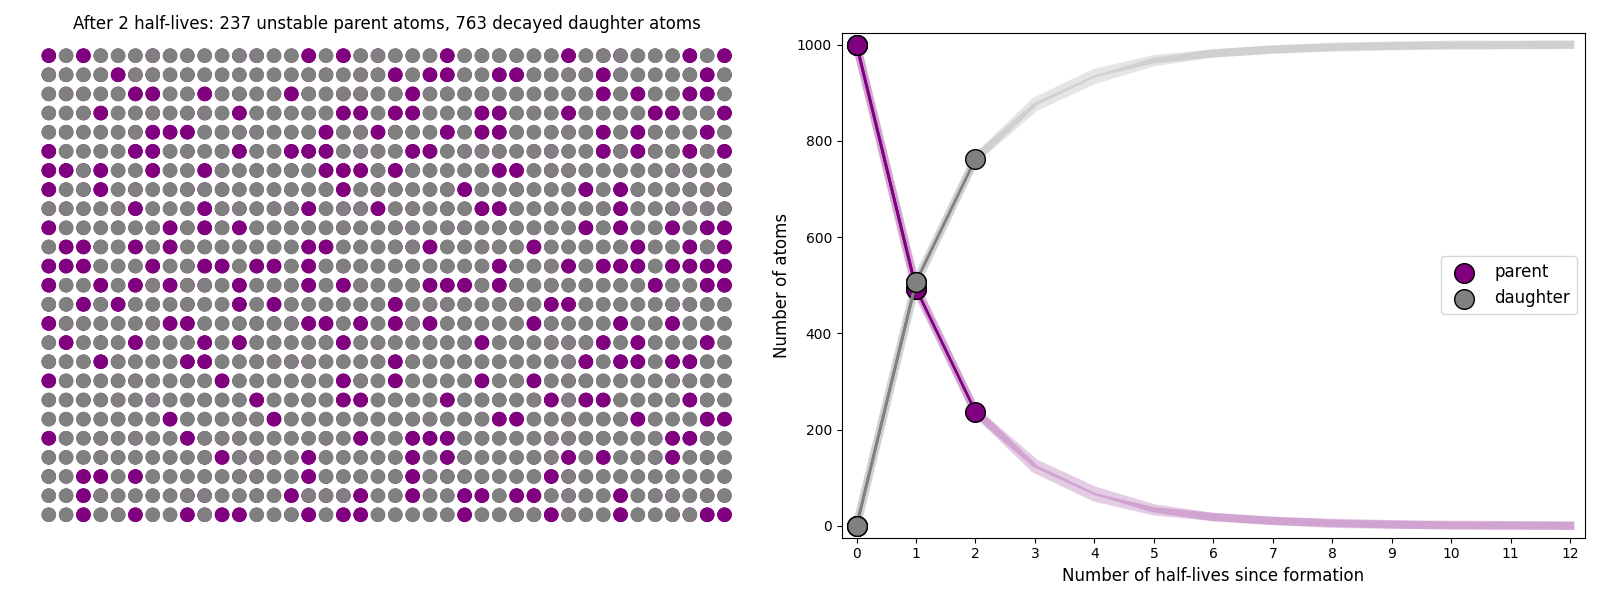 After 2 half-lives: 237 unstable parent atoms, 763 decayed daughter atoms
1000
800
600
400
200
0
Number of atoms
parent
daughter
0 1 2 3 4 5 6 7 8 9 10 11 12
Number of half-lives since formation